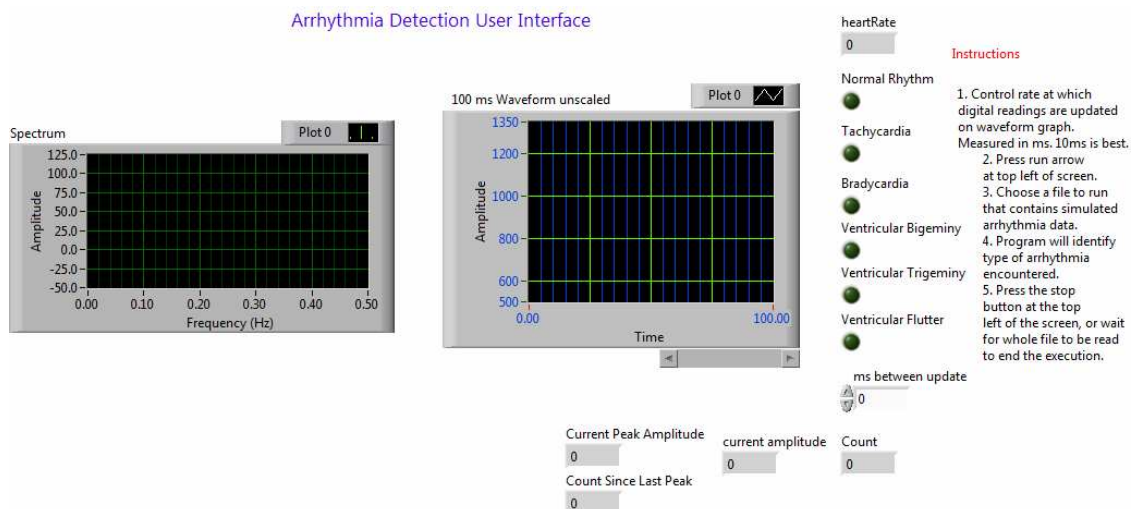 Arrhythmia Detection User Interface
Spectrum
Plot 0
125.0
100.0
75.0
50.0
25.0
0.0
-25.0
-50.0
Amplitude
0.00 0.10 0.20 0.30 0.40 0.50
Frequency (Hz)
100 ms Waveform unscaled
Plot 0
1350
1200
1000
800
600
500
Amplitude
0.00 100.00
Time
heartRate
0
Normal Rhythm
Tachycardia
Bradycardia
Ventricular Bigeminy
Ventricular Trigeminy
Ventricular Flutter
ms between update
0
Instructions
1. Control rate at which
digital readings are updated
on waveform graph.
Measured in ms. 10ms is best.
2. Press run arrow
at top left of screen.
3. Choose a file to run
that contains simulated
arrhythmia data.
4. Program will identify
type of arrhythmia
encountered.
5. Press the stop
button at the top
left of the screen, or wait
for whole file to be read
to end the execution.
Current Peak Amplitude
0
current amplitude
0
Count
0
Count Since Last Peak
0